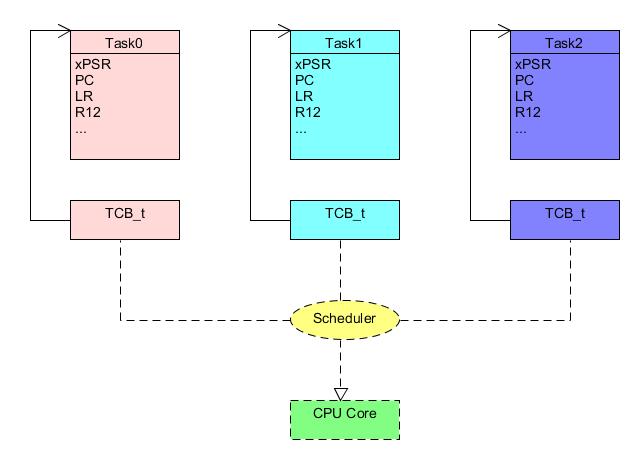 Task0
xPSR
PC
LR
R12
...
Task1
xPSR
PC
LR
R12
...
Task2
xPSR
PC
LR
R12
...
TCB_t
TCB_t
TCB_t
Scheduler
CPU Core